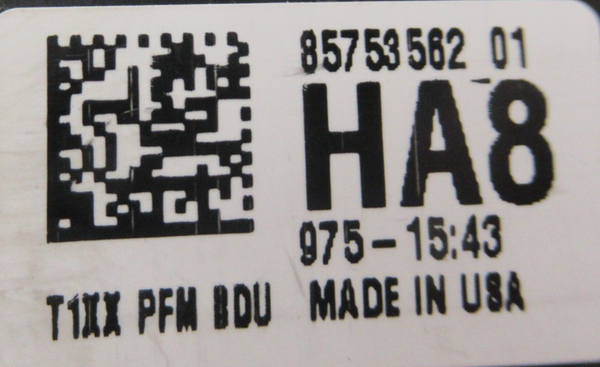 85753562 01
HA8
975-15:43
T1XX PFM BDU MADE IN USA